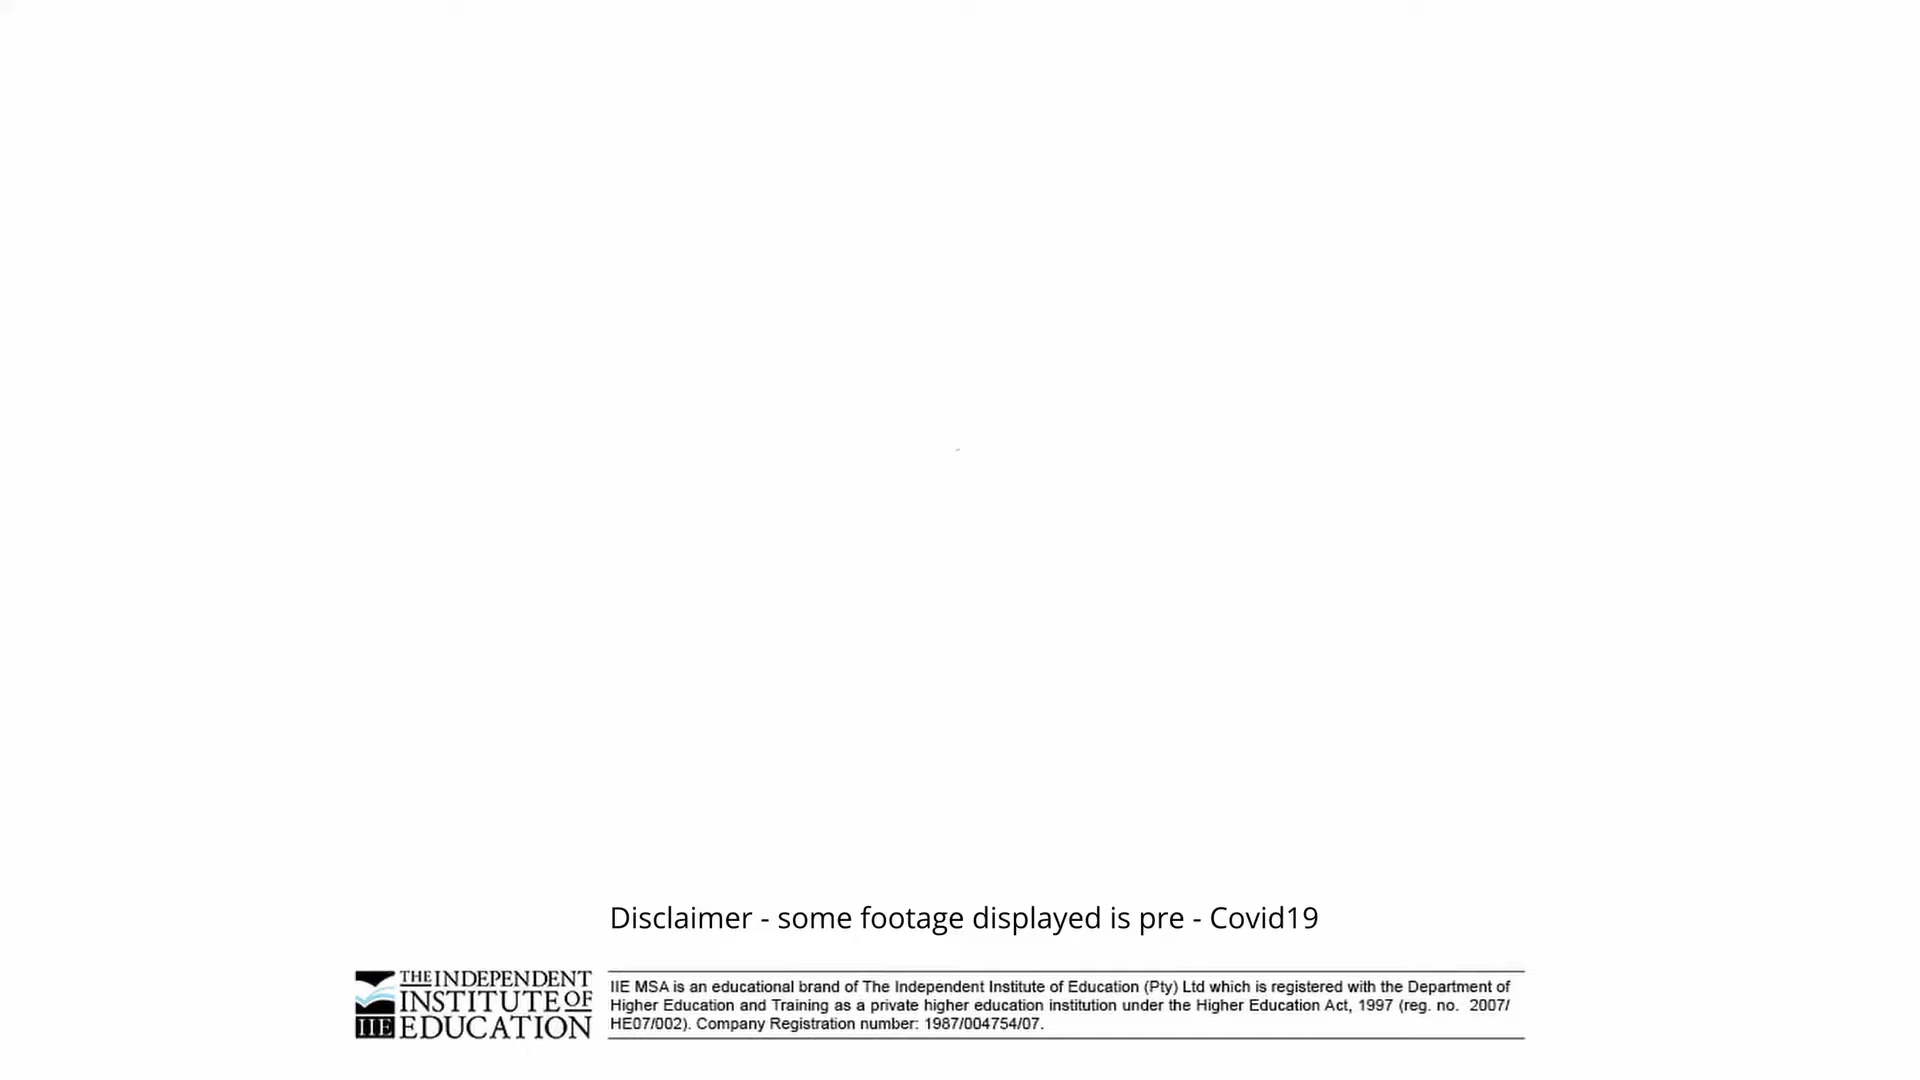 Disclaimer - some footage displayed is pre - Covid19
THE INDEPENDENT
INSTITUTE OF
IIE EDUCATION
IIE MSA is an educational brand of The Independent Institute of Education (Pty) Ltd which is registered with the Department of
Higher Education and Training as a private higher education institution under the Higher Education Act, 1997 (reg. no. 2007/
HE07/002). Company Registration number: 1987/004754/07.